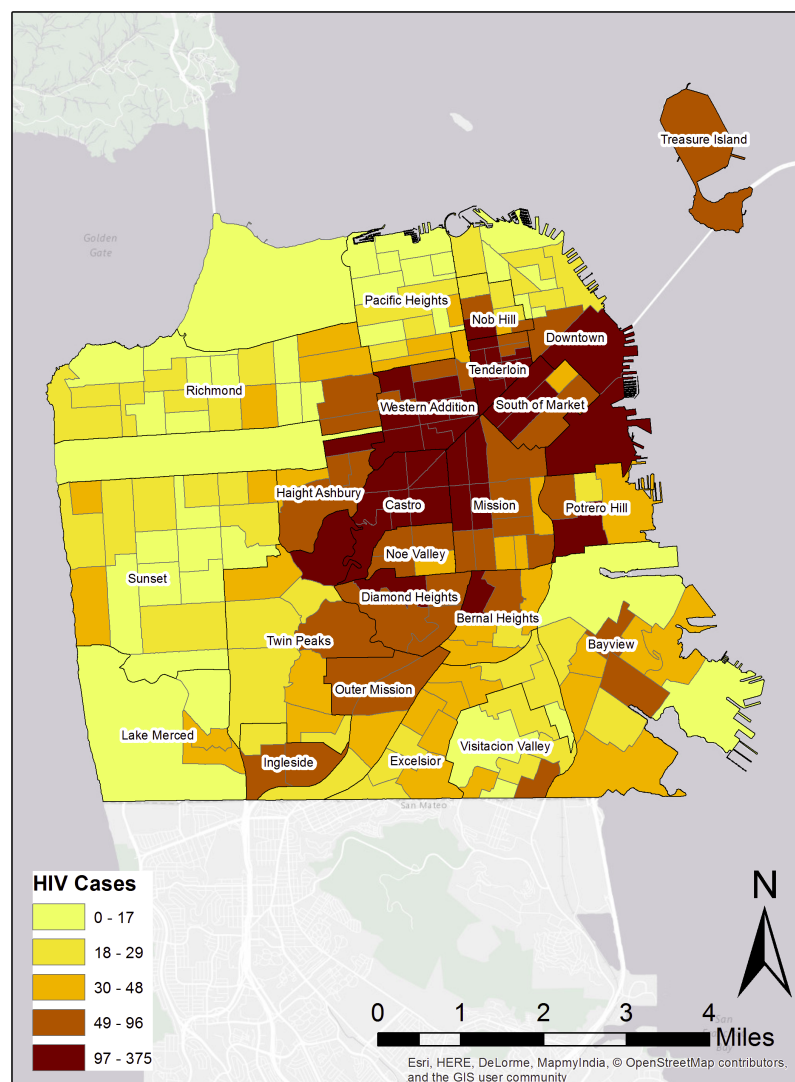 Treasure Island
Golden
Gate
Pacific Heights
Nob Hill
Downtown
Tenderloin
Richmond
Western Addition
South of Market
Haight Ashbury
Castro
Mission
Potrero Hill
Noe Valley
Sunset
Diamond Heights
Bernal Heights
Twin Peaks
Bayview
Outer Mission
Lake Merced
Visitacion Valley
Ingleside
Excelsior
San Mateo
HIV Cases
0 - 17
18 - 29
30 - 48
49 - 96
97 - 375
N
0 1 2 3 4
Miles
Esri, HERE, DeLorme, MapmyIndia, © OpenStreetMap contributors,
and the GIS user community